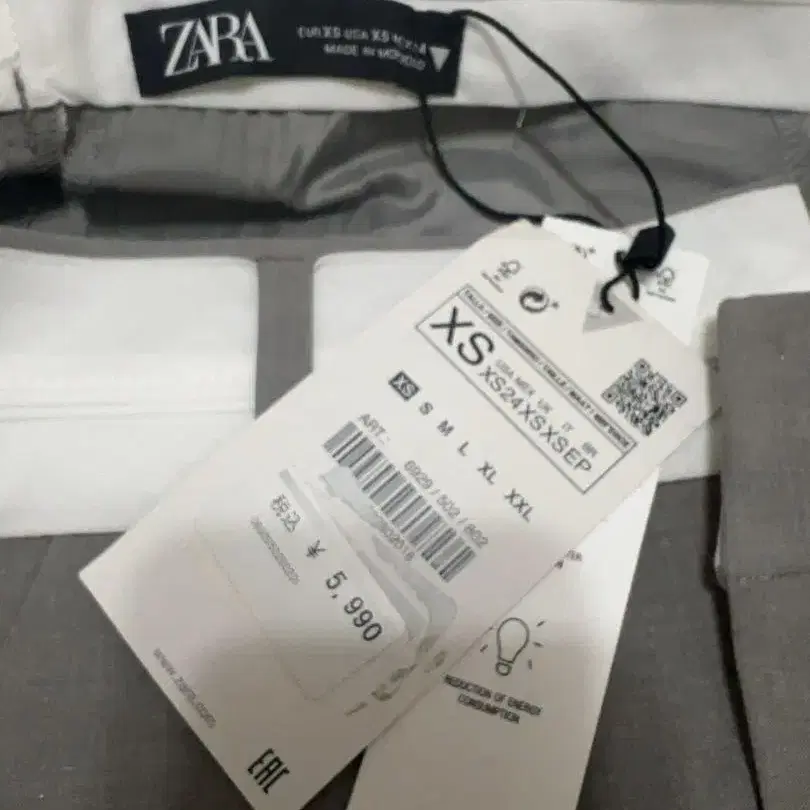 ZARA
EUR XS USA XS MEX
MADE IN MOROCCO
XS
USA MEX UK IT BR
XS24XSXSEP
XS S M L XL XXL
ART.:
6929 / 502 / 802
税込 ¥ 5,990
www.zara.com
EAC
REDUCTION OF ENERGY
CONSUMPTION